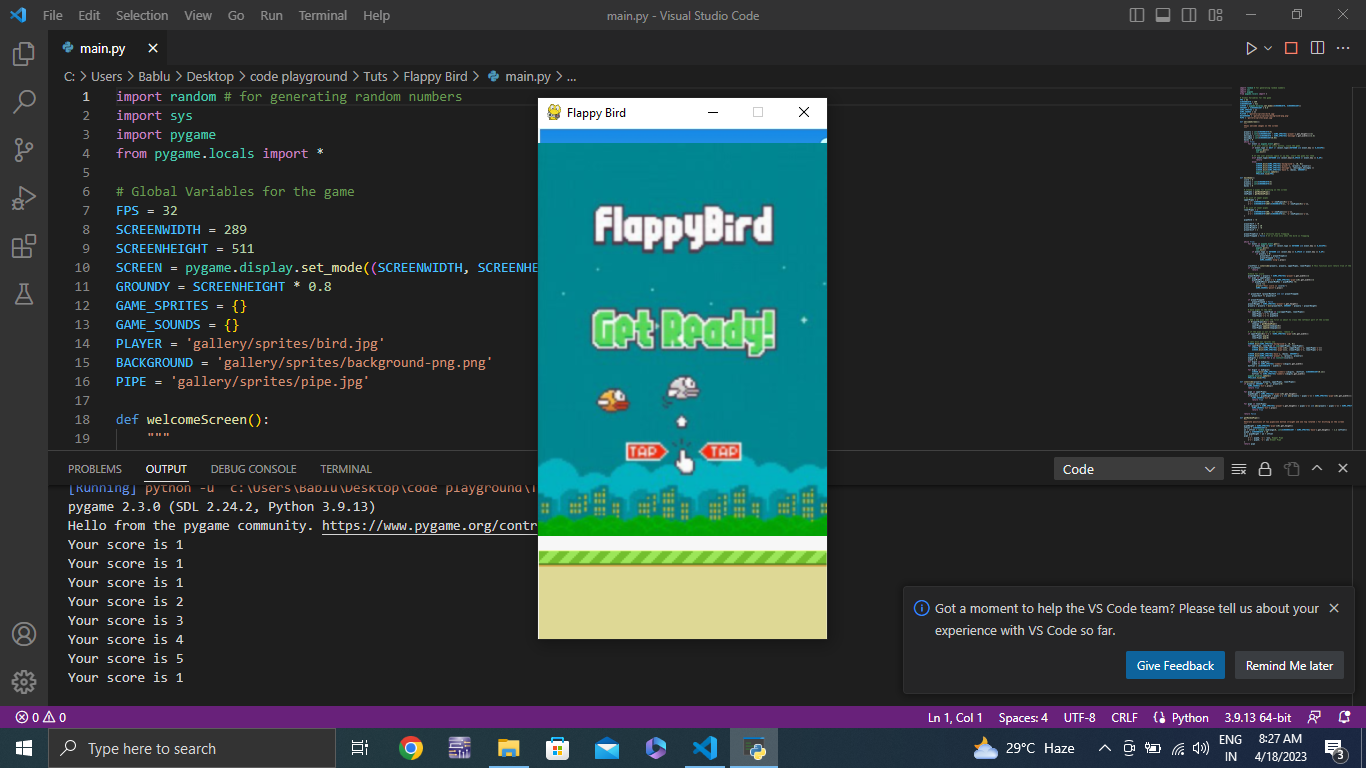 File Edit Selection View Go Run Terminal Help
main.py - Visual Studio Code
main.py
C: > Users > Bablu > Desktop > code playground > Tuts > Flappy Bird > main.py > ...
1 import random # for generating random numbers
2 import sys
3 import pygame
4 from pygame.locals import *
5
6 # Global Variables for the game
7 FPS = 32
8 SCREENWIDTH = 289
9 SCREENHEIGHT = 511
10 SCREEN = pygame.display.set_mode((SCREENWIDTH, SCREENHE
11 GROUNDY = SCREENHEIGHT * 0.8
12 GAME_SPRITES = {}
13 GAME_SOUNDS = {}
14 PLAYER = 'gallery/sprites/bird.jpg'
15 BACKGROUND = 'gallery/sprites/background-png.png'
16 PIPE = 'gallery/sprites/pipe.jpg'
17
18 def welcomeScreen():
19 """
Flappy Bird
FlappyBird
Get Ready!
TAP TAP
PROBLEMS OUTPUT DEBUG CONSOLE TERMINAL
Code
[Running] python -u "c:\Users\Bablu\Desktop\code playground\T
pygame 2.3.0 (SDL 2.24.2, Python 3.9.13)
Hello from the pygame community. https://www.pygame.org/contr
Your score is 1
Your score is 1
Your score is 1
Your score is 2
Your score is 3
Your score is 4
Your score is 5
Your score is 1
Got a moment to help the VS Code team? Please tell us about your
experience with VS Code so far.
Give Feedback Remind Me later
0 0
Ln 1, Col 1 Spaces: 4 UTF-8 CRLF Python 3.9.13 64-bit
Type here to search
29°C Haze
ENG
IN
8:27 AM
4/18/2023
3